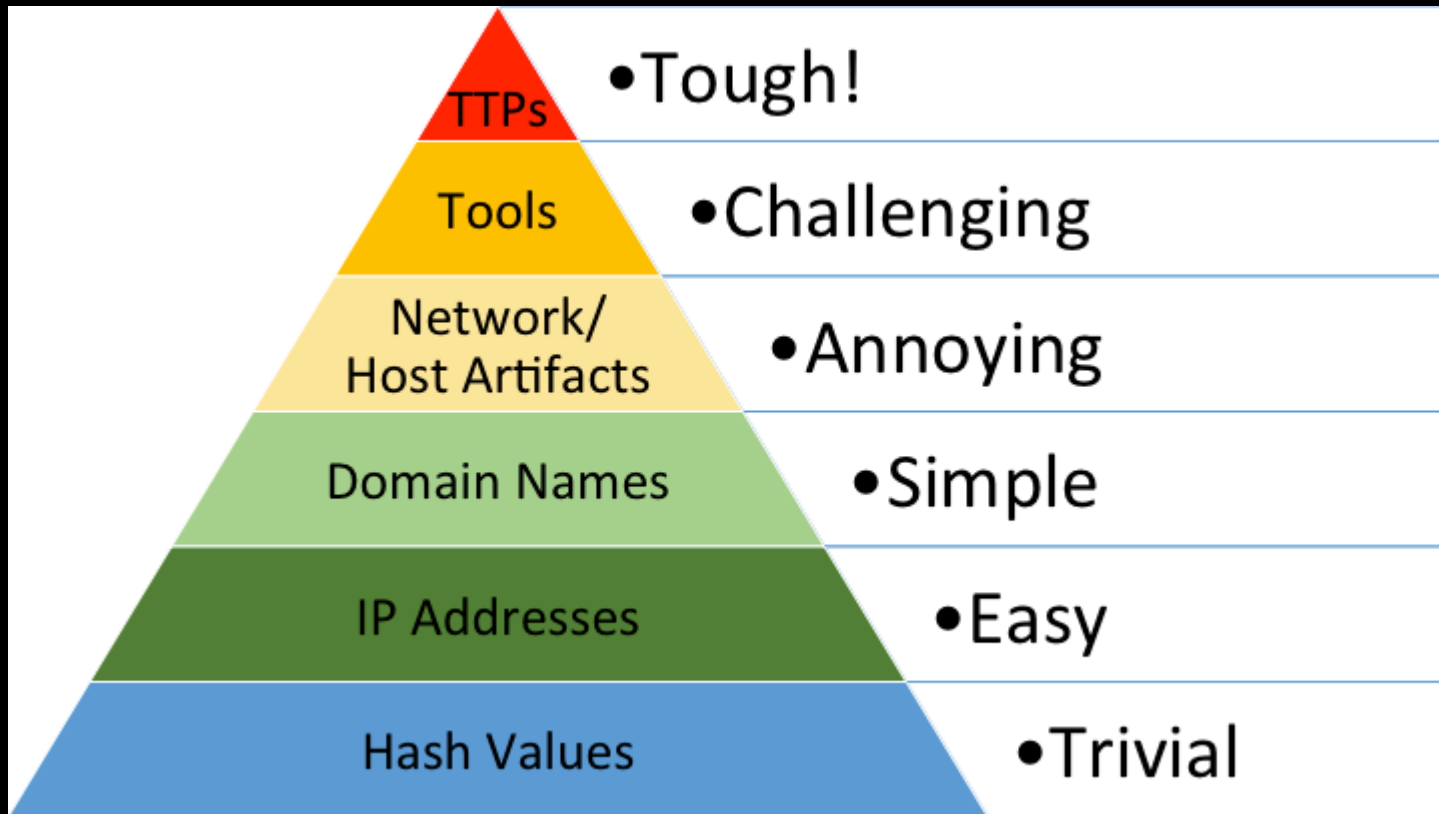 TTPs
•Tough!
Tools
•Challenging
Network/
Host Artifacts
•Annoying
Domain Names
•Simple
IP Addresses
•Easy
Hash Values
•Trivial